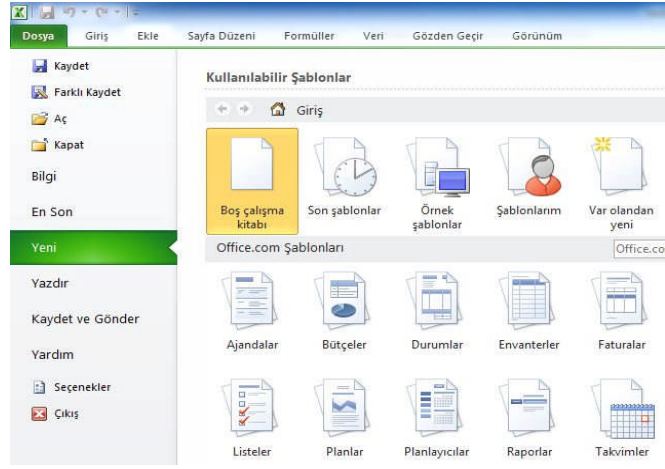 Dosya Giriş Ekle Sayfa Düzeni Formüller Veri Gözden Geçir Görünüm
Kaydet
Farklı Kaydet
Aç
Kapat
Bilgi
En Son
Yeni
Yazdır
Kaydet ve Gönder
Yardım
Seçenekler
Çıkış
Kullanılabilir Şablonlar
Giriş
Boş çalışma kitabı
Son şablonlar
Örnek şablonlar
Şablonlarım
Var olandan yeni
Office.com Şablonları
Office.co
Ajandalar Bütçeler Durumlar Envanterler Faturalar
Listeler Planlar Planlayıcılar Raporlar Takvimler